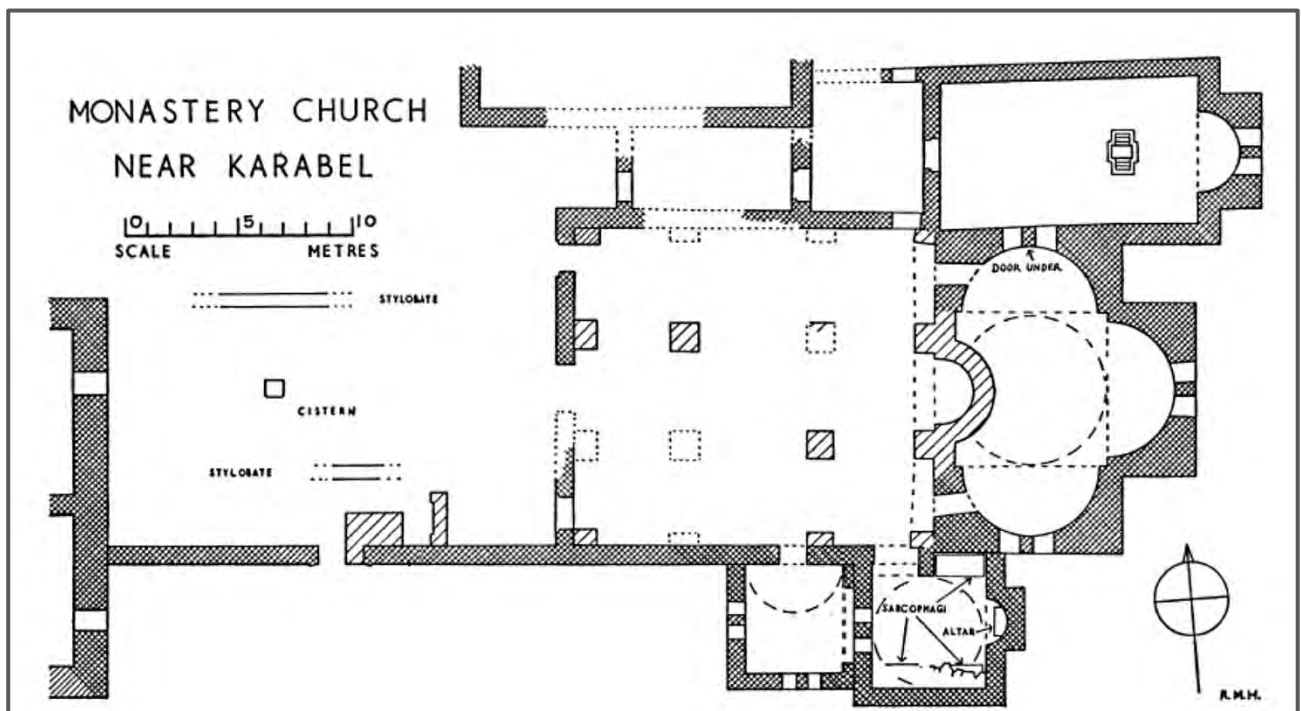 MONASTERY CHURCH
NEAR KARABEL
0 5 10
SCALE METRES
STYLOBATE
CISTERN
STYLOBATE
DOOR UNDER
SARCOPHAGI
ALTAR
R.M.H.